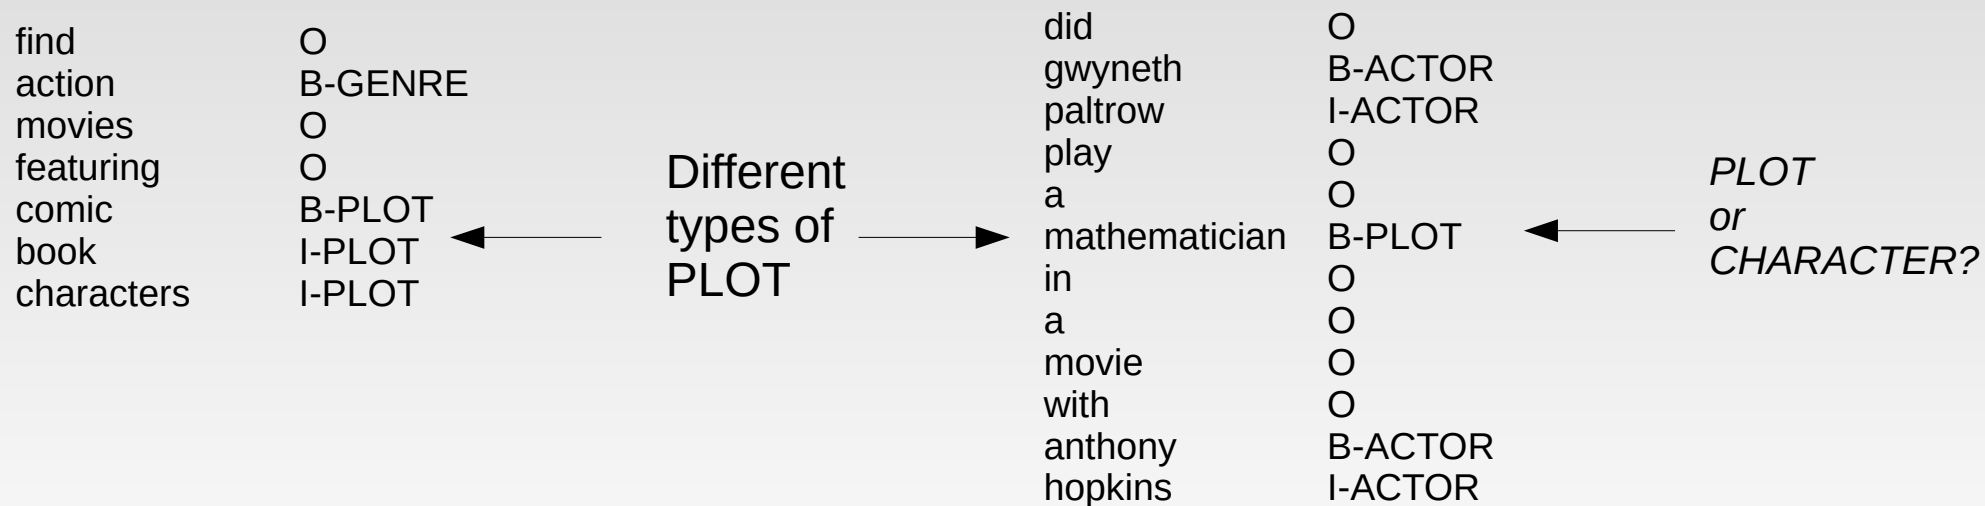 find O
action B-GENRE
movies O
featuring O
comic B-PLOT
book I-PLOT
characters I-PLOT
Different
types of
PLOT
did O
gwyneth B-ACTOR
paltrow I-ACTOR
play O
a O
mathematician B-PLOT
in O
a O
movie O
with O
anthony B-ACTOR
hopkins I-ACTOR
PLOT
or
CHARACTER?